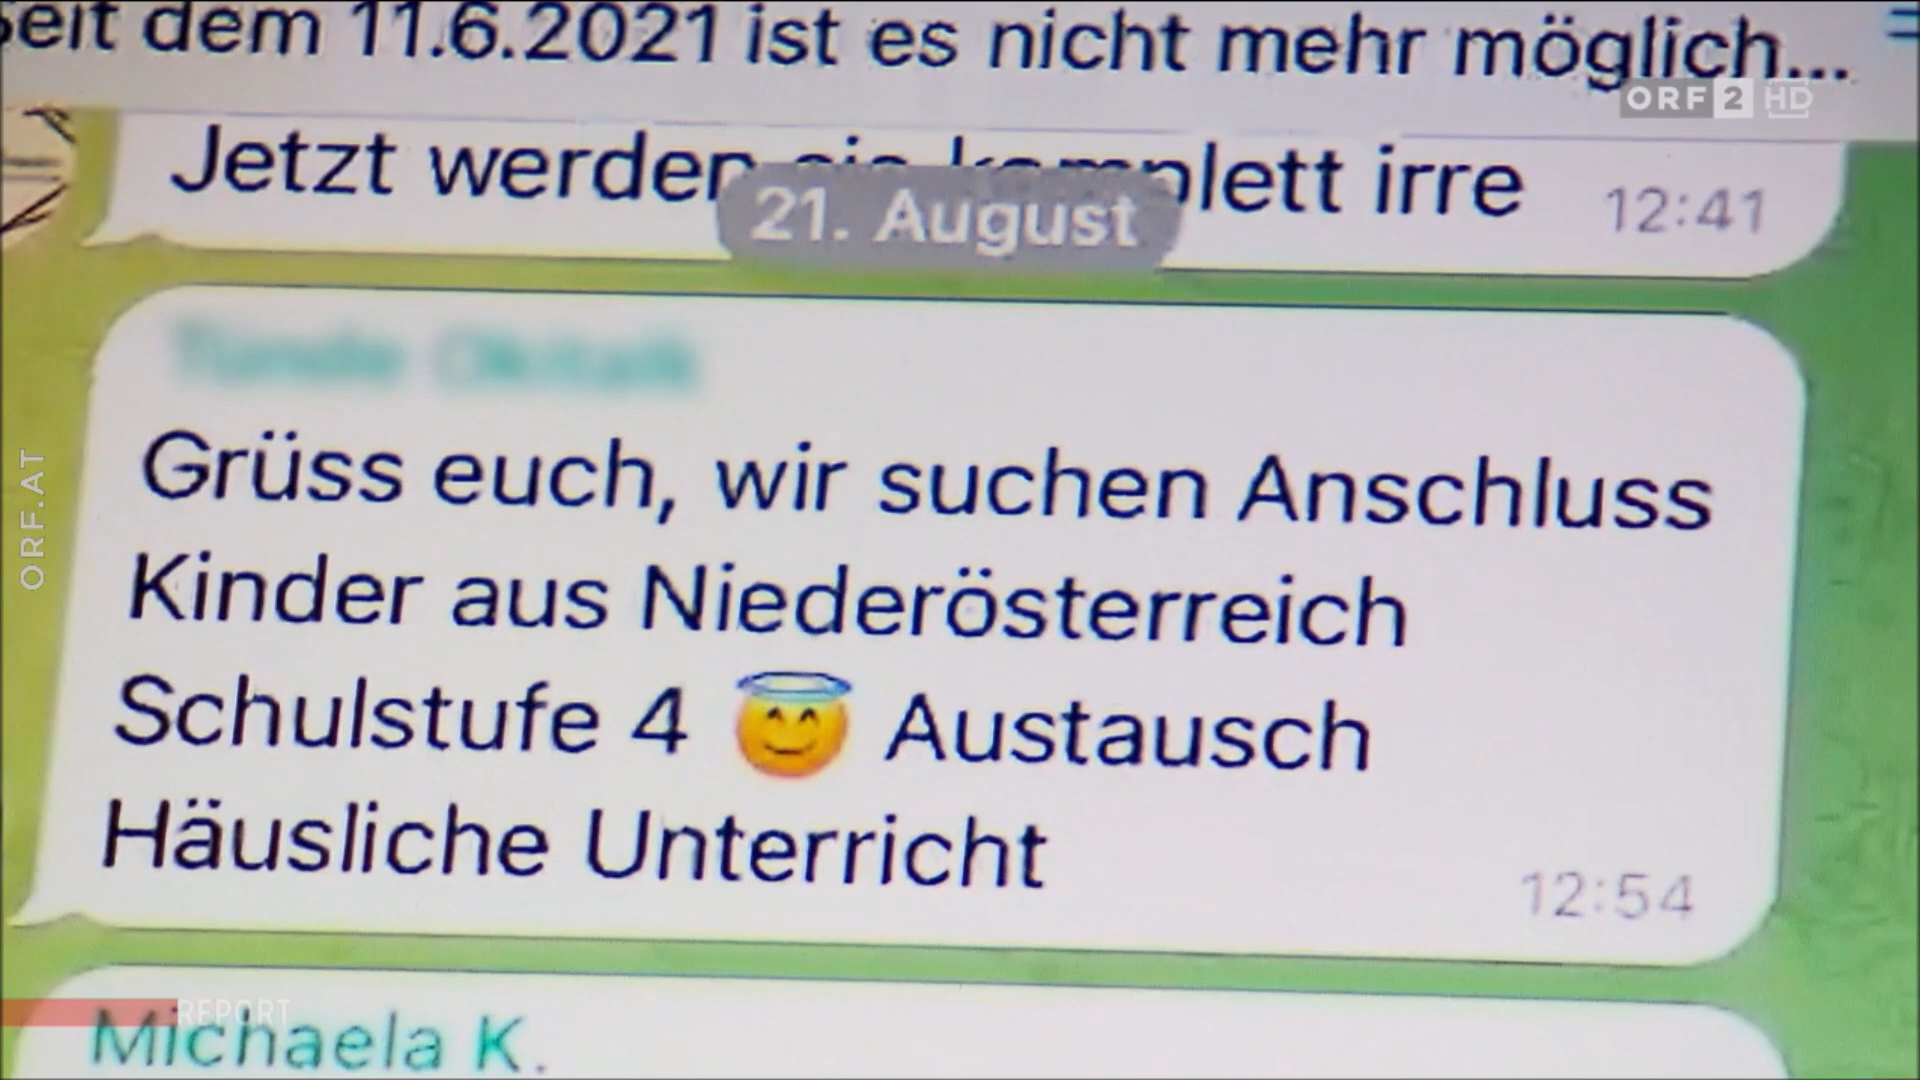 Seit dem 11.6.2021 ist es nicht mehr möglich...
ORF 2 HD
Jetzt werden sie komplett irre 12:41
21. August
Grüss euch, wir suchen Anschluss
Kinder aus Niederösterreich
Schulstufe 4 😇 Austausch
Häusliche Unterricht
12:54
ORF.AT
REPORT
Michaela K.